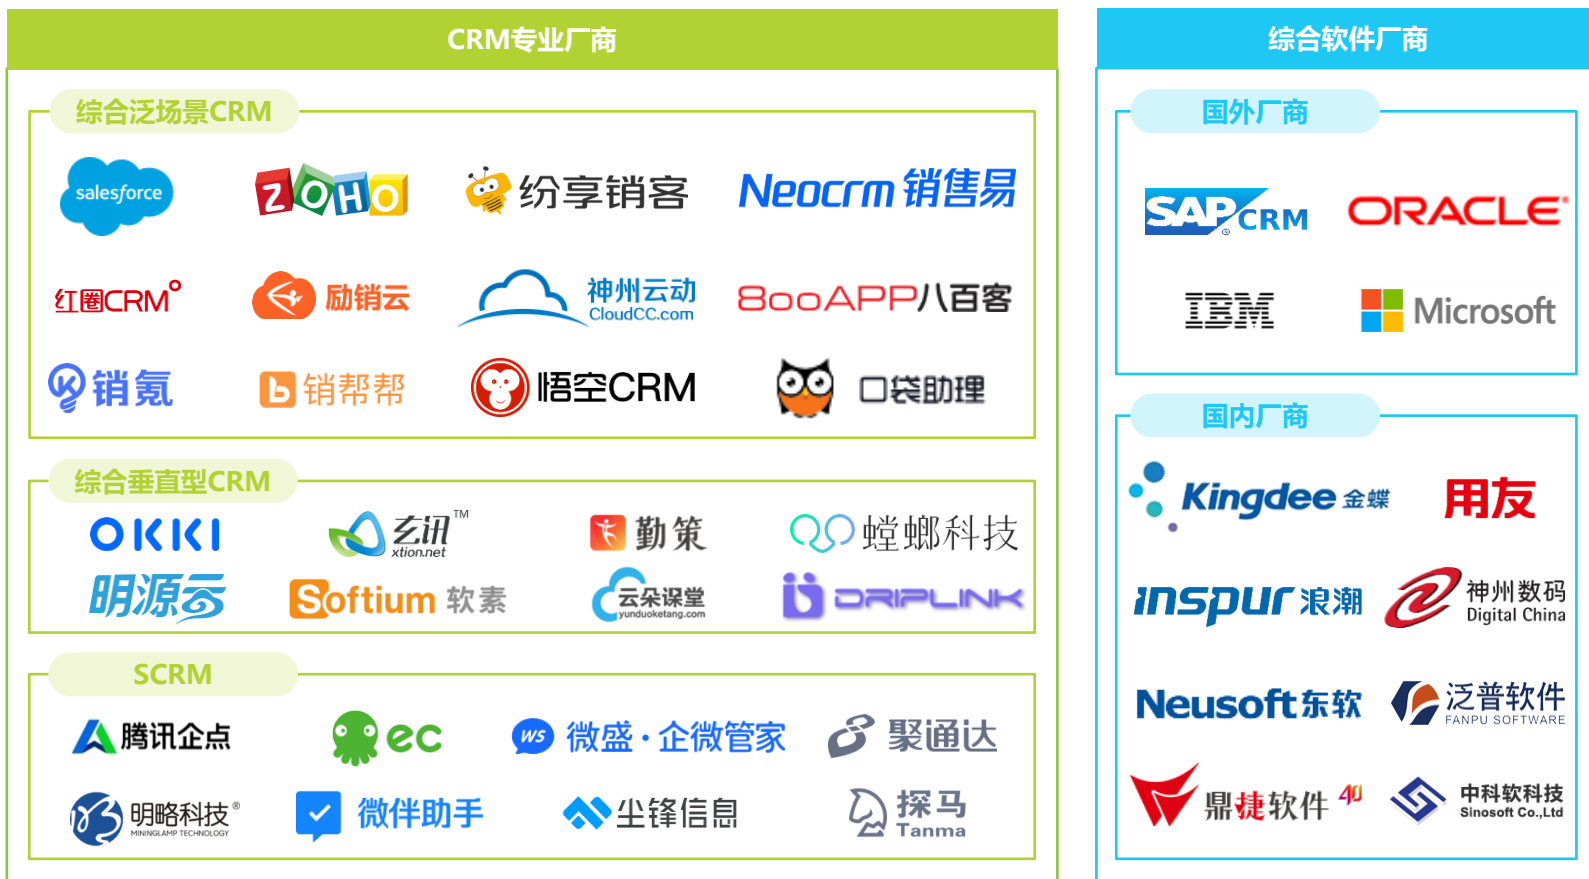 CRM专业厂商
综合泛场景CRM
salesforce
ZOHO
纷享销客
Neocrm 销售易
红圈CRM
励销云
神州云动
CloudCC.com
800APP八百客
销氪
b 销帮帮
悟空CRM
口袋助理
综合垂直型CRM
OKKI
玄讯™
xtion.net
勤策
螳螂科技
明源云
Softium 软素
云朵课堂
yunduoketang.com
DRIPLINK
SCRM
腾讯企点
ec
WS 微盛·企微管家
聚通达
明略科技®
MININGLAMP TECHNOLOGY
微伴助手
尘锋信息
探马
Tanma
综合软件厂商
国外厂商
SAP® CRM
ORACLE®
IBM
Microsoft
国内厂商
Kingdee 金蝶
用友
inspur 浪潮
神州数码
Digital China
Neusoft 东软
泛普软件
FANPU SOFTWARE
鼎捷软件 40
中科软科技
Sinosoft Co.,Ltd